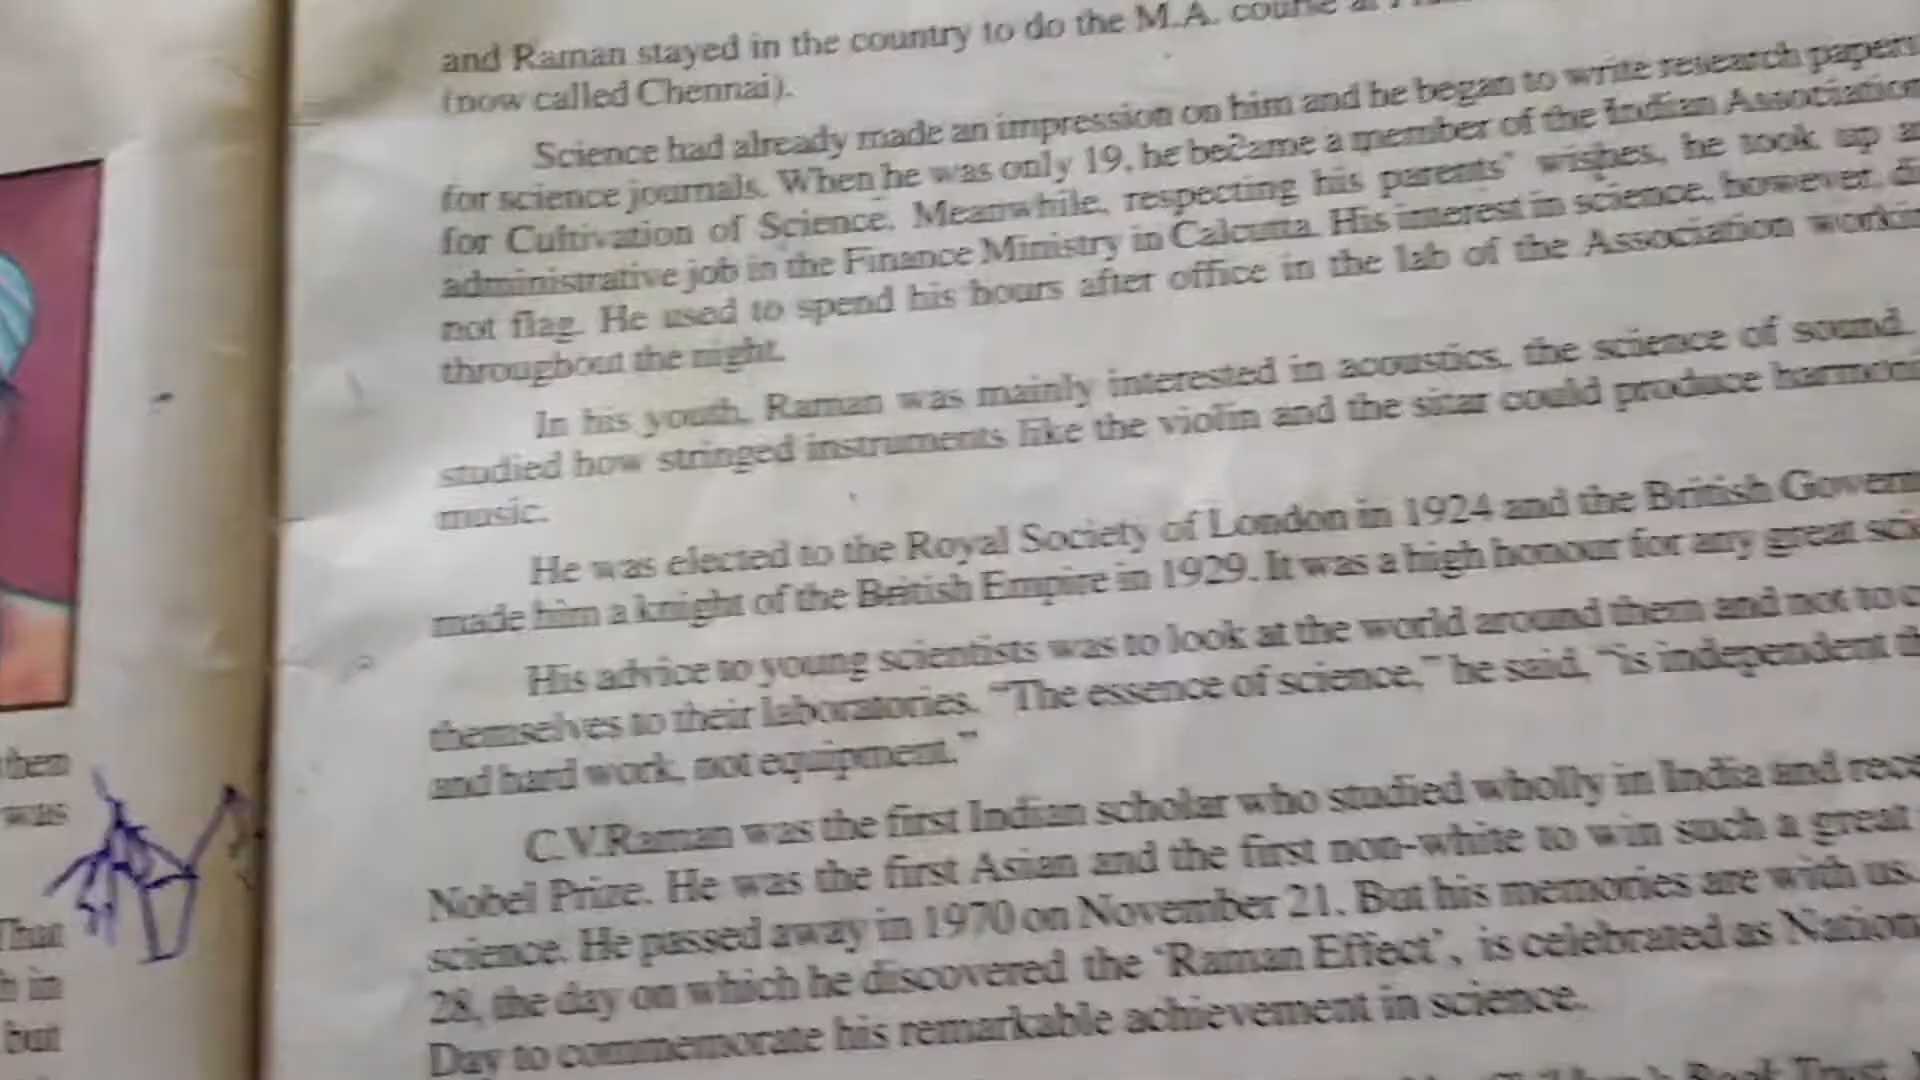 them
was
That
h in
but
and Raman stayed in the country to do the M.A. course at
(now called Chennai).
Science had already made an impression on him and he began to write research papers
for science journals. When he was only 19, he became a member of the Indian Association
for Cultivation of Science. Meanwhile, respecting his parents' wishes, he took up an
administrative job in the Finance Ministry in Calcutta. His interest in science, however, di
not flag. He used to spend his hours after office in the lab of the Association workin
throughout the night.
In his youth, Raman was mainly interested in acoustics, the science of sound.
studied how stringed instruments like the violin and the sitar could produce harmoni
music.
He was elected to the Royal Society of London in 1924 and the British Govern
made him a knight of the British Empire in 1929. It was a high honour for any great sci
His advice to young scientists was to look at the world around them and not to c
themselves to their laboratories. "The essence of science," he said, "is independent th
and hard work, not equipment."
C.V.Raman was the first Indian scholar who studied wholly in India and rece
Nobel Prize. He was the first Asian and the first non-white to win such a great
science. He passed away in 1970 on November 21. But his memories are with us.
28, the day on which he discovered the 'Raman Effect', is celebrated as Nation
Day to commemorate his remarkable achievement in science.
Book Trust,